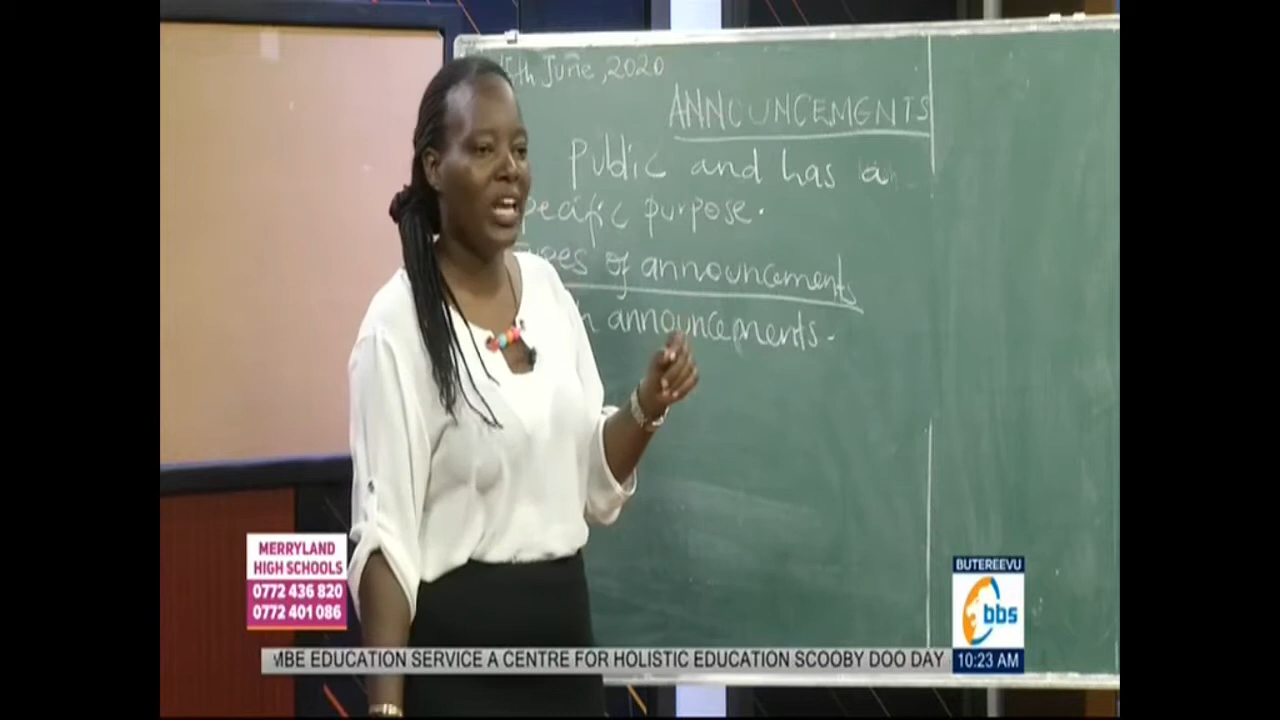 5th June, 2020
ANNOUNCEMENTS
Public and has a
pecific purpose.
of announcements
announcements.
MERRYLAND
HIGH SCHOOLS
0772 436 820
0772 401 086
BUTEREEVU
bbs
MBE EDUCATION SERVICE A CENTRE FOR HOLISTIC EDUCATION SCOOBY DOO DAY
10:23 AM